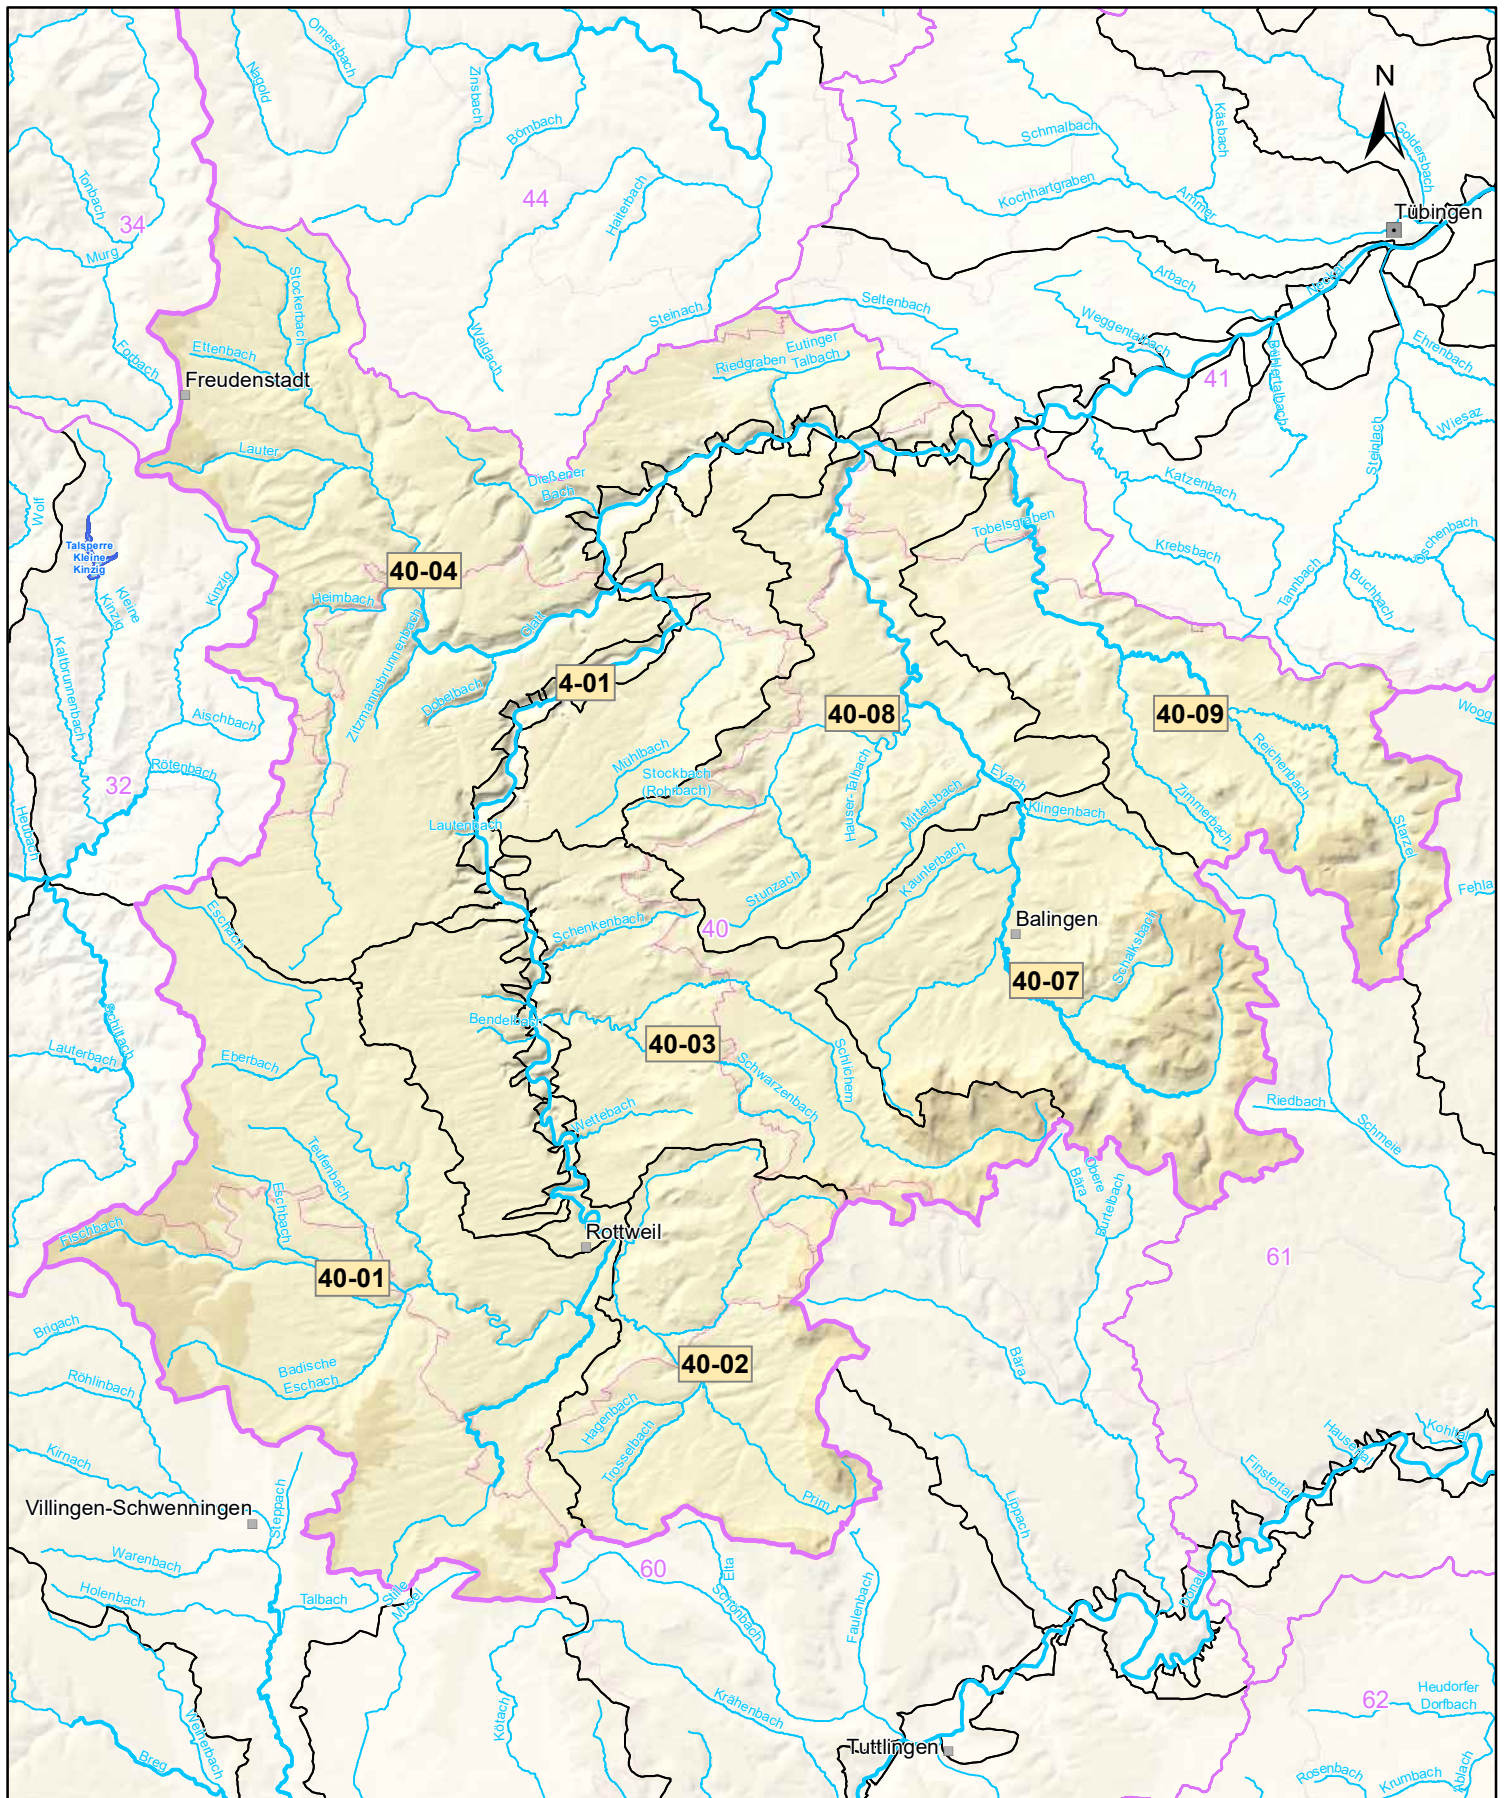 Omersbach
Nagold
Zinsbach
Bömbach
Haiterbach
44
Tonbach
34
Murg
Forbach
Stockerbach
Ettenbach
Freudenstadt
Lauter
Waldach
Steinach
Schmalbach
Käsbach
Kochhartgraben
Ammer
Goldersbach
N
Tübingen
Neckar
Arbach
Seltenbach
Weggentalbach
Bühlertalbach
41
Ehrenbach
Wiesaz
Steinlach
Eutinger
Talbach
Riedgraben
Dießener
Bach
Katzenbach
Krebsbach
Tannbach
Buchbach
Öschenbach
Tobelsgraben
Wolf
Talsperre
Kleine
Kinzig
Kleine
Kinzig
Kinzig
Kaltbrunnenbach
Aischbach
Rötenbach
32
Heubach
40-04
Heimbach
Zitzmannsbrunnenbach
Glatt
Döbelbach
4-01
Mühlbach
Stockbach
(Rohrbach)
Lautenbach
40-08
Hanser-Talbach
Mittelsbach
Eyach
Klingenbach
Kaunterbach
Stunzach
40-09
Reichenbach
Zimmerbach
Starzel
Woog
Fehla
Balingen
Schalksbach
40-07
Schenkenbach
40
Eschach
Schiltach
Lauterbach
Eberbach
Bendelbach
40-03
Schwarzenbach
Schlichem
Wettebach
Riedbach
Schmeie
Obere
Bära
Burtelbach
Teufenbach
Eschbach
Fischbach
40-01
Rottweil
61
Brigach
Röhlinbach
Badische
Eschach
40-02
Hagenbach
Trosselbach
Prim
Bära
Kirnach
Villingen-Schwenningen
Steppach
Warenbach
Holenbach
Talbach
Stille
Musel
60
Elta
Schönbach
Faulenbach
Lippach
Finstertal
Hausertal
Kohltal
Donau
Kötach
Krähenbach
Weiherbach
Breg
Tuttlingen
62
Heudorfer
Dorfbach
Rosenbach
Krumbach
Ablach